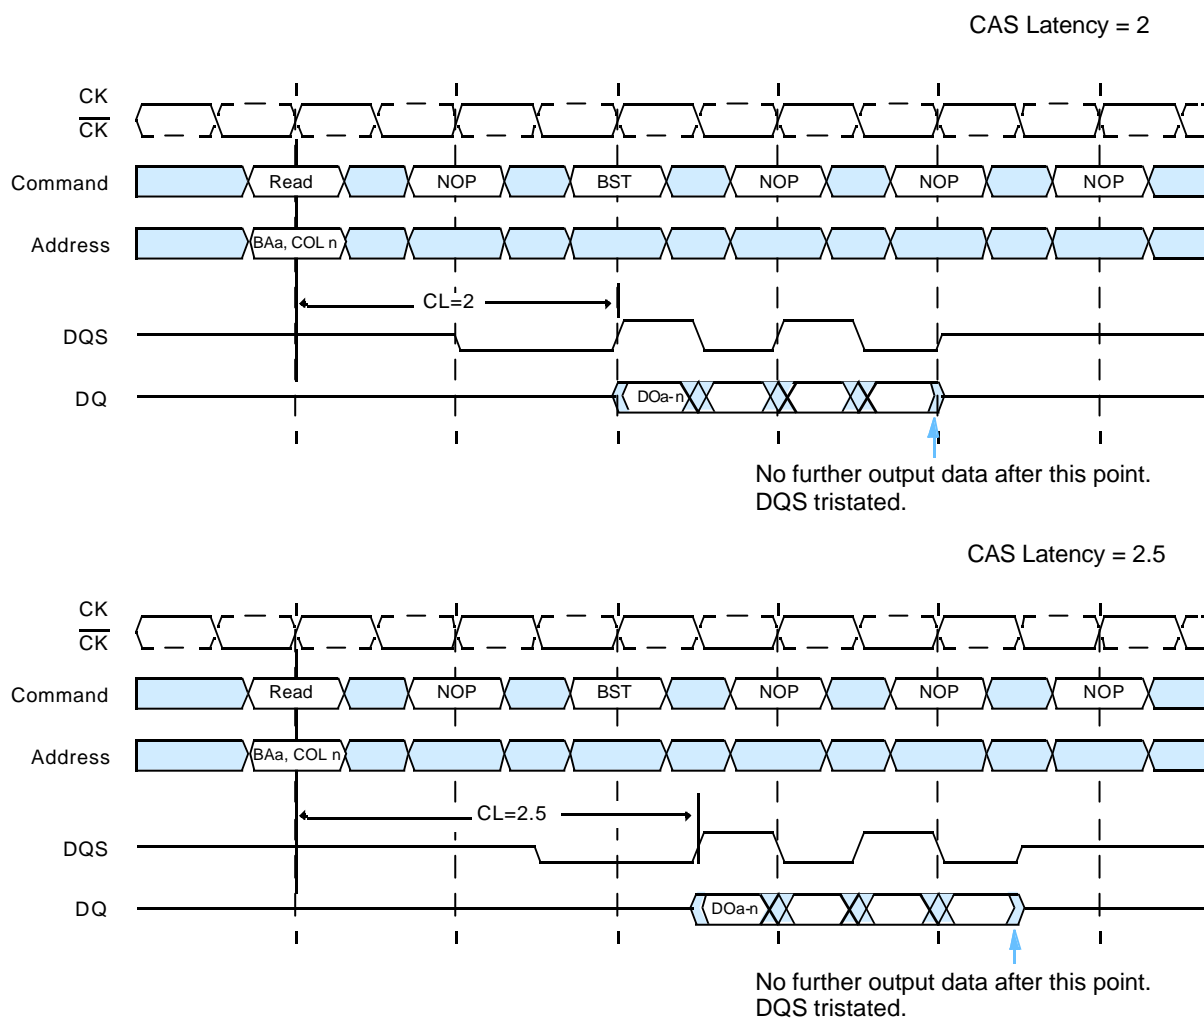 CAS Latency = 2
CK
CK
Command Read NOP BST NOP NOP NOP
Address BAa, COL n
CL=2
DQS
DQ DOa-n
No further output data after this point.
DQS tristated.
CAS Latency = 2.5
CK
CK
Command Read NOP BST NOP NOP NOP
Address BAa, COL n
CL=2.5
DQS
DQ DOa-n
No further output data after this point.
DQS tristated.